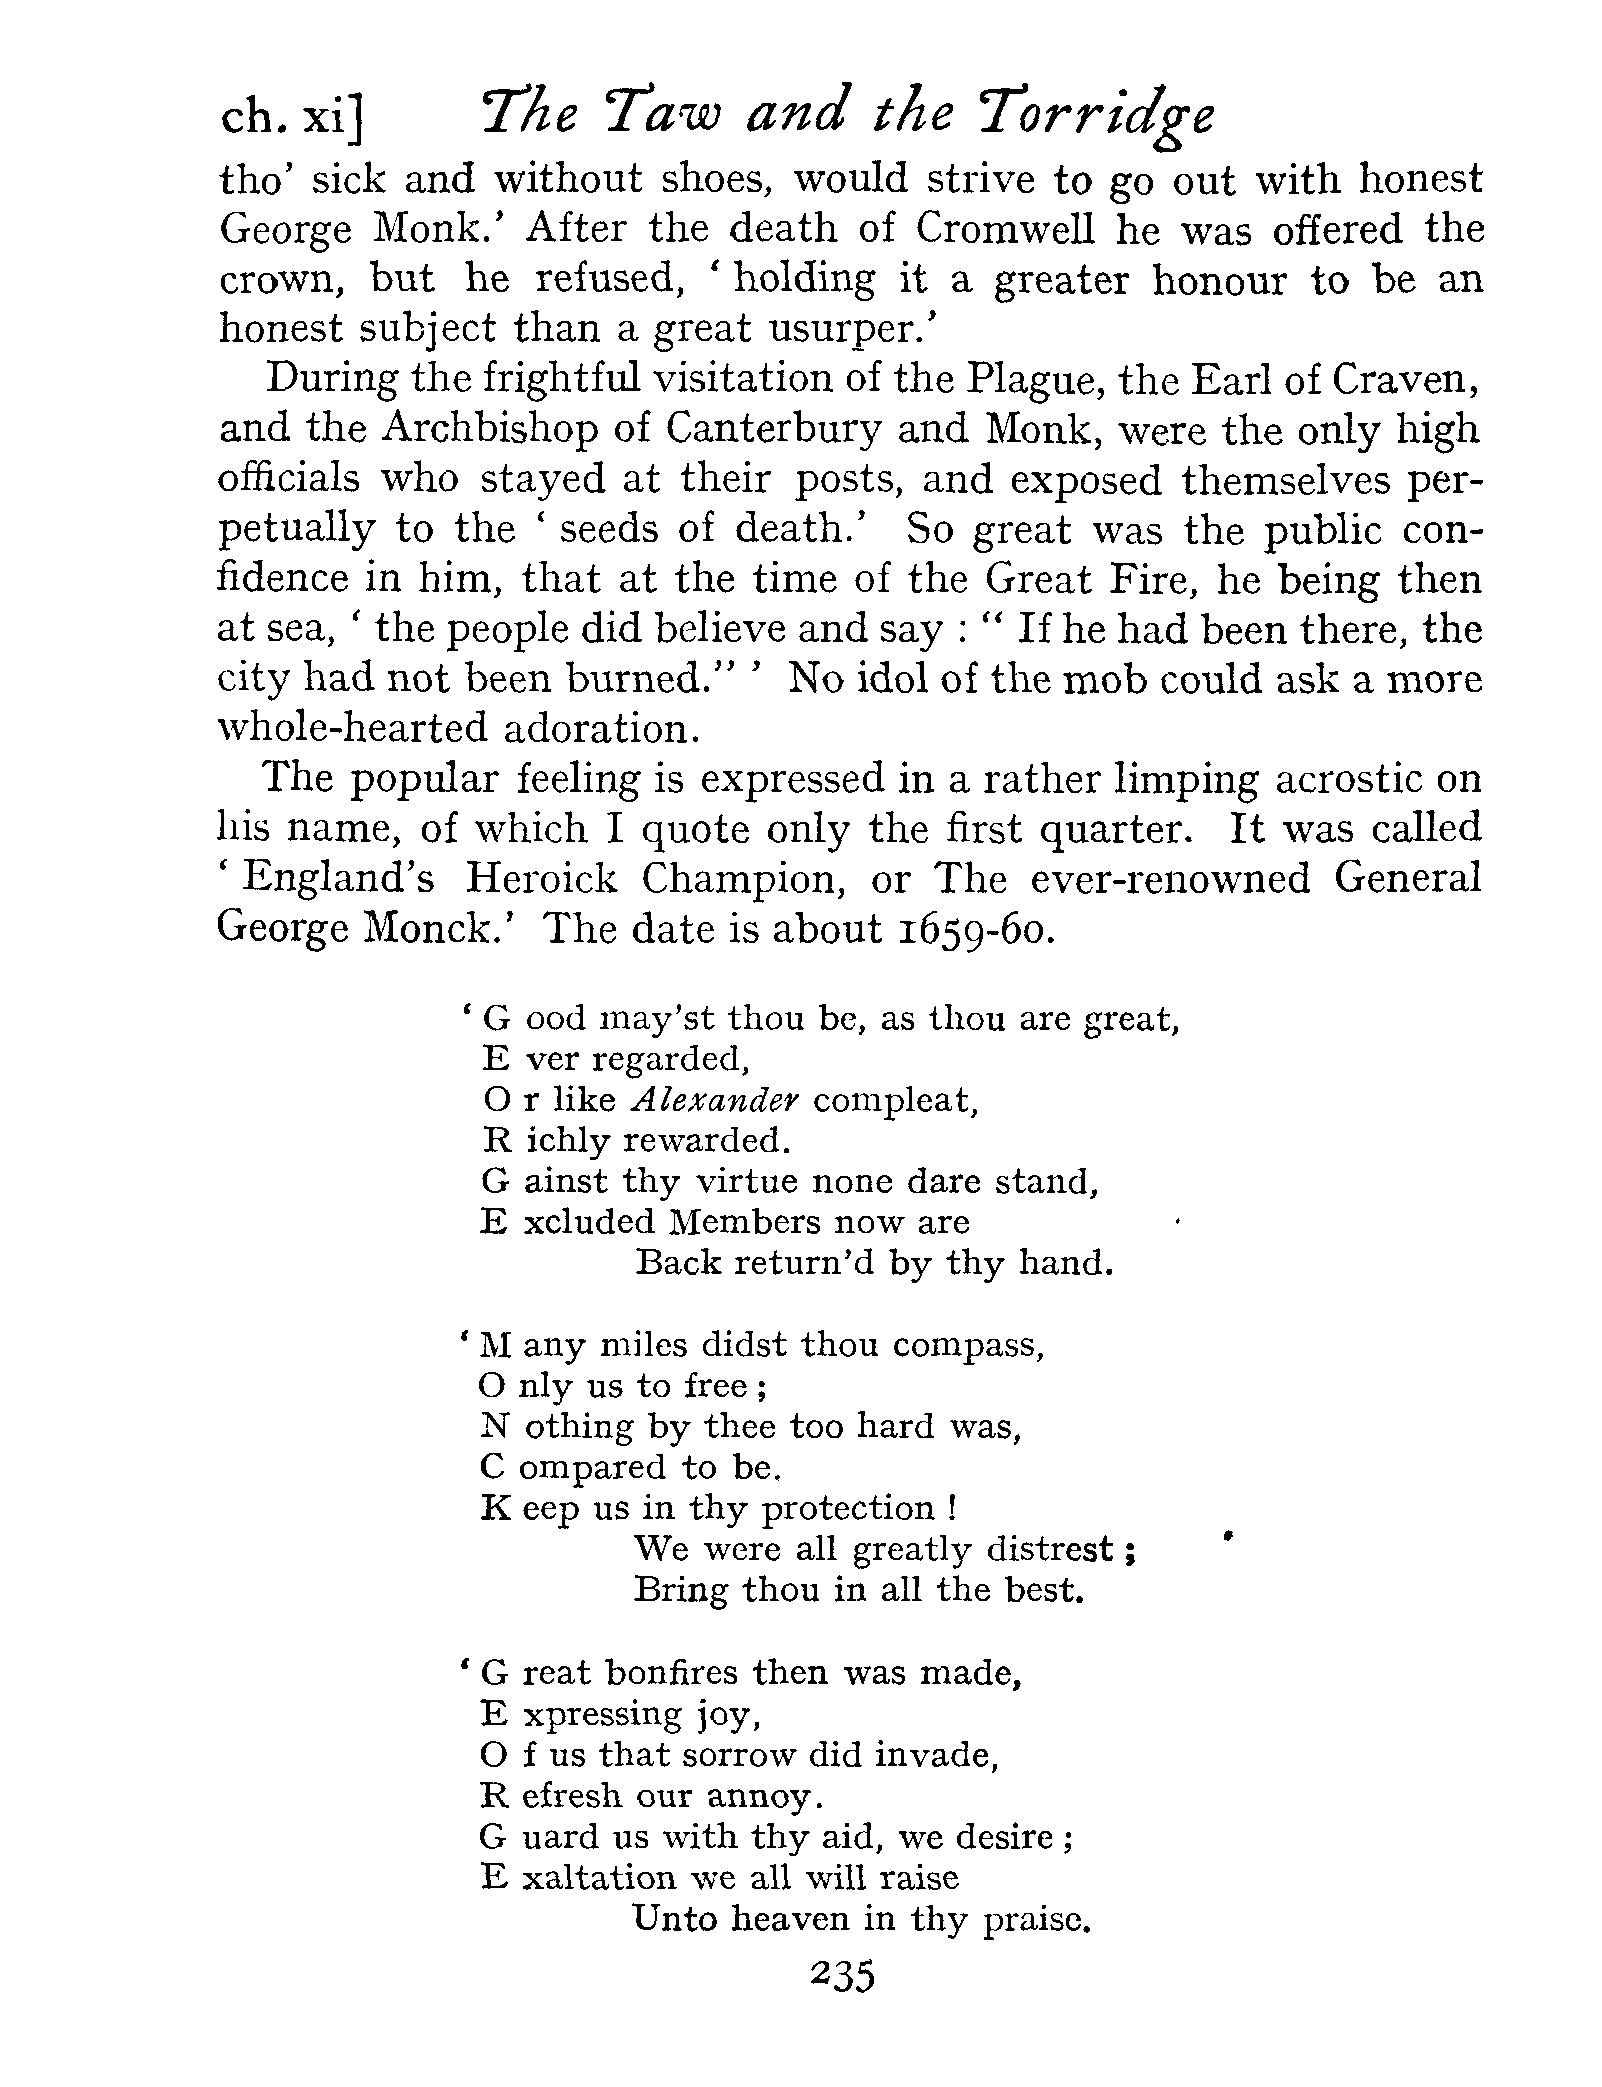 ch. xi] The Taw and the Torridge
tho' sick and without shoes, would strive to go out with honest
George Monk.' After the death of Cromwell he was offered the
crown, but he refused, ' holding it a greater honour to be an
honest subject than a great usurper.'
During the frightful visitation of the Plague, the Earl of Craven,
and the Archbishop of Canterbury and Monk, were the only high
officials who stayed at their posts, and exposed themselves per-
petually to the ' seeds of death.' So great was the public con-
fidence in him, that at the time of the Great Fire, he being then
at sea, ' the people did believe and say : " If he had been there, the
city had not been burned." ' No idol of the mob could ask a more
whole-hearted adoration.
The popular feeling is expressed in a rather limping acrostic on
his name, of which I quote only the first quarter. It was called
' England's Heroick Champion, or The ever-renowned General
George Monck.' The date is about 1659-60.
' G ood may'st thou be, as thou are great,
E ver regarded,
O r like Alexander compleat,
R ichly rewarded.
G ainst thy virtue none dare stand,
E xcluded Members now are
Back return'd by thy hand.
' M any miles didst thou compass,
O nly us to free ;
N othing by thee too hard was,
C ompared to be.
K eep us in thy protection !
We were all greatly distrest ;
Bring thou in all the best.
' G reat bonfires then was made,
E xpressing joy,
O f us that sorrow did invade,
R efresh our annoy.
G uard us with thy aid, we desire ;
E xaltation we all will raise
Unto heaven in thy praise.
235